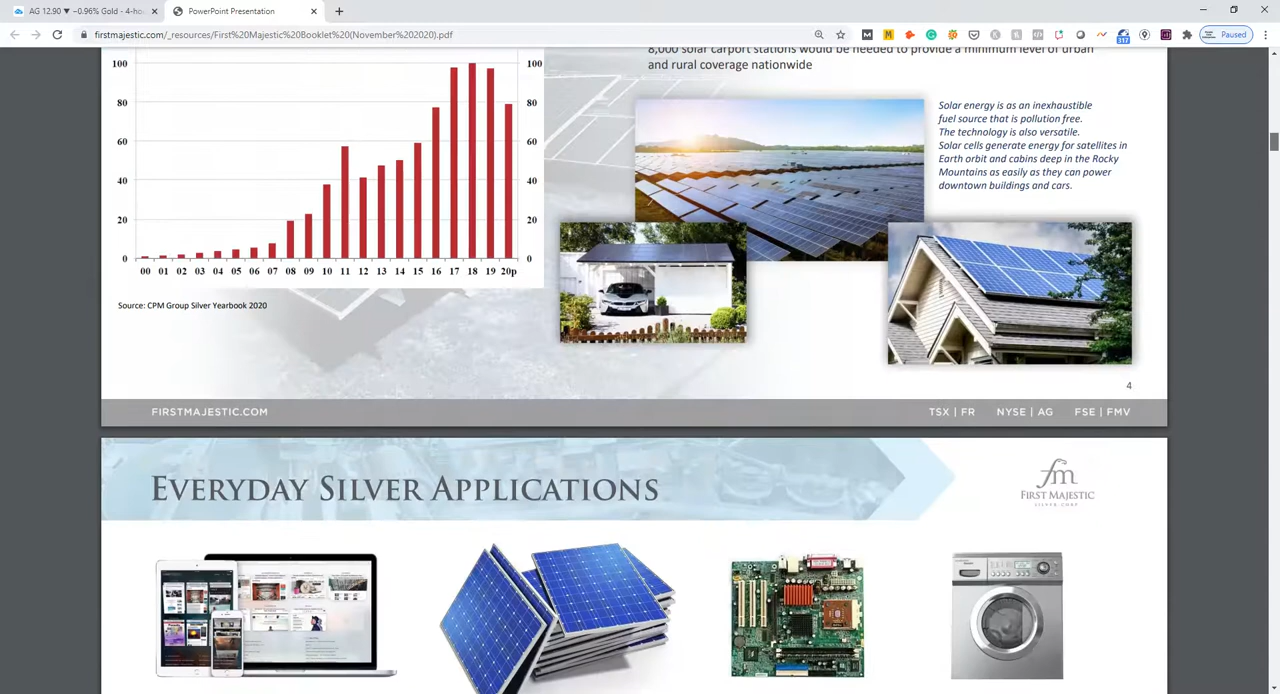 AG 12.90 ▼ −0.96% Gold - 4-ho
PowerPoint Presentation
firstmajestic.com/_resources/First%20Majestic%20Booklet%20(November%202020).pdf
317
Paused
8,000 solar carport stations would be needed to provide a minimum level of urban
and rural coverage nationwide
100 100
80 80
60 60
40 40
20 20
0 0
00 01 02 03 04 05 06 07 08 09 10 11 12 13 14 15 16 17 18 19 20p
Source: CPM Group Silver Yearbook 2020
Solar energy is as an inexhaustible
fuel source that is pollution free.
The technology is also versatile.
Solar cells generate energy for satellites in
Earth orbit and cabins deep in the Rocky
Mountains as easily as they can power
downtown buildings and cars.
4
FIRSTMAJESTIC.COM TSX | FR NYSE | AG FSE | FMV
EVERYDAY SILVER APPLICATIONS
fm
FIRST MAJESTIC
SILVER CORP